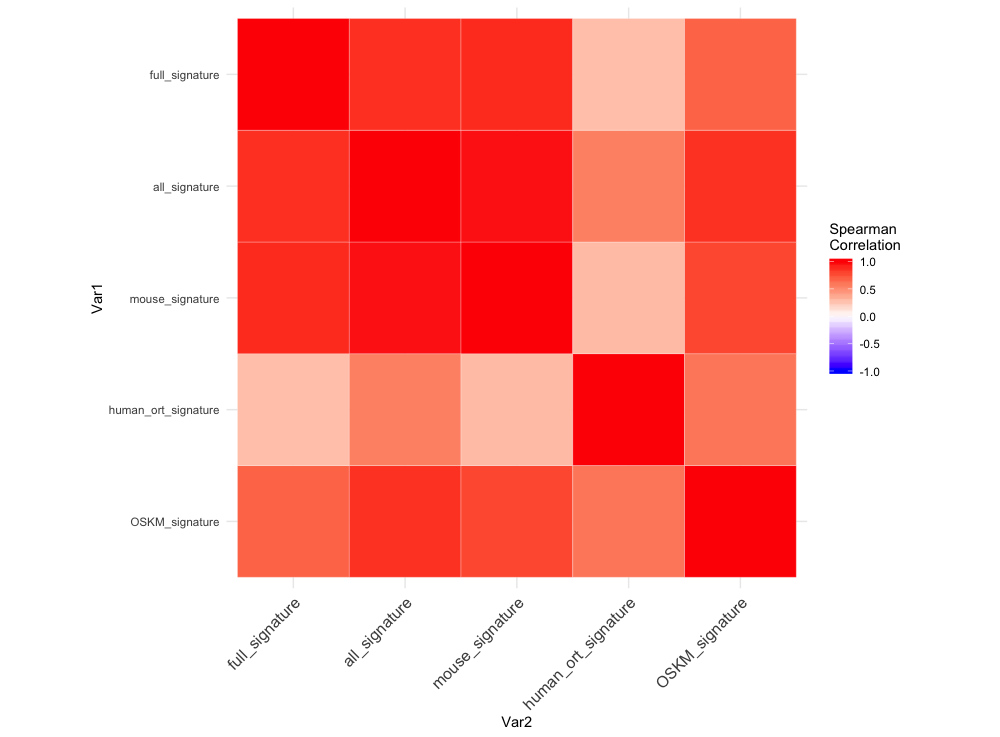 full_signature
all_signature
mouse_signature
human_ort_signature
OSKM_signature
Var1
full_signature
all_signature
mouse_signature
human_ort_signature
OSKM_signature
Var2
Spearman
Correlation
1.0
0.5
0.0
-0.5
-1.0